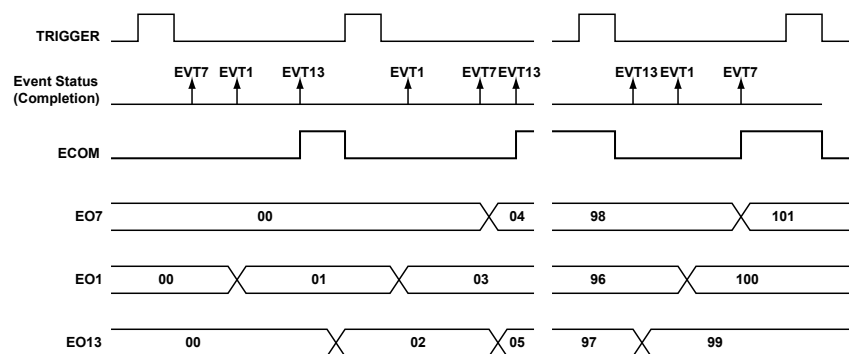 TRIGGER
EVT7 EVT1 EVT13 EVT1 EVT7 EVT13 EVT13 EVT1 EVT7
Event Status
(Completion)
ECOM
EO7 00 04 98 101
EO1 00 01 03 96 100
EO13 00 02 05 97 99